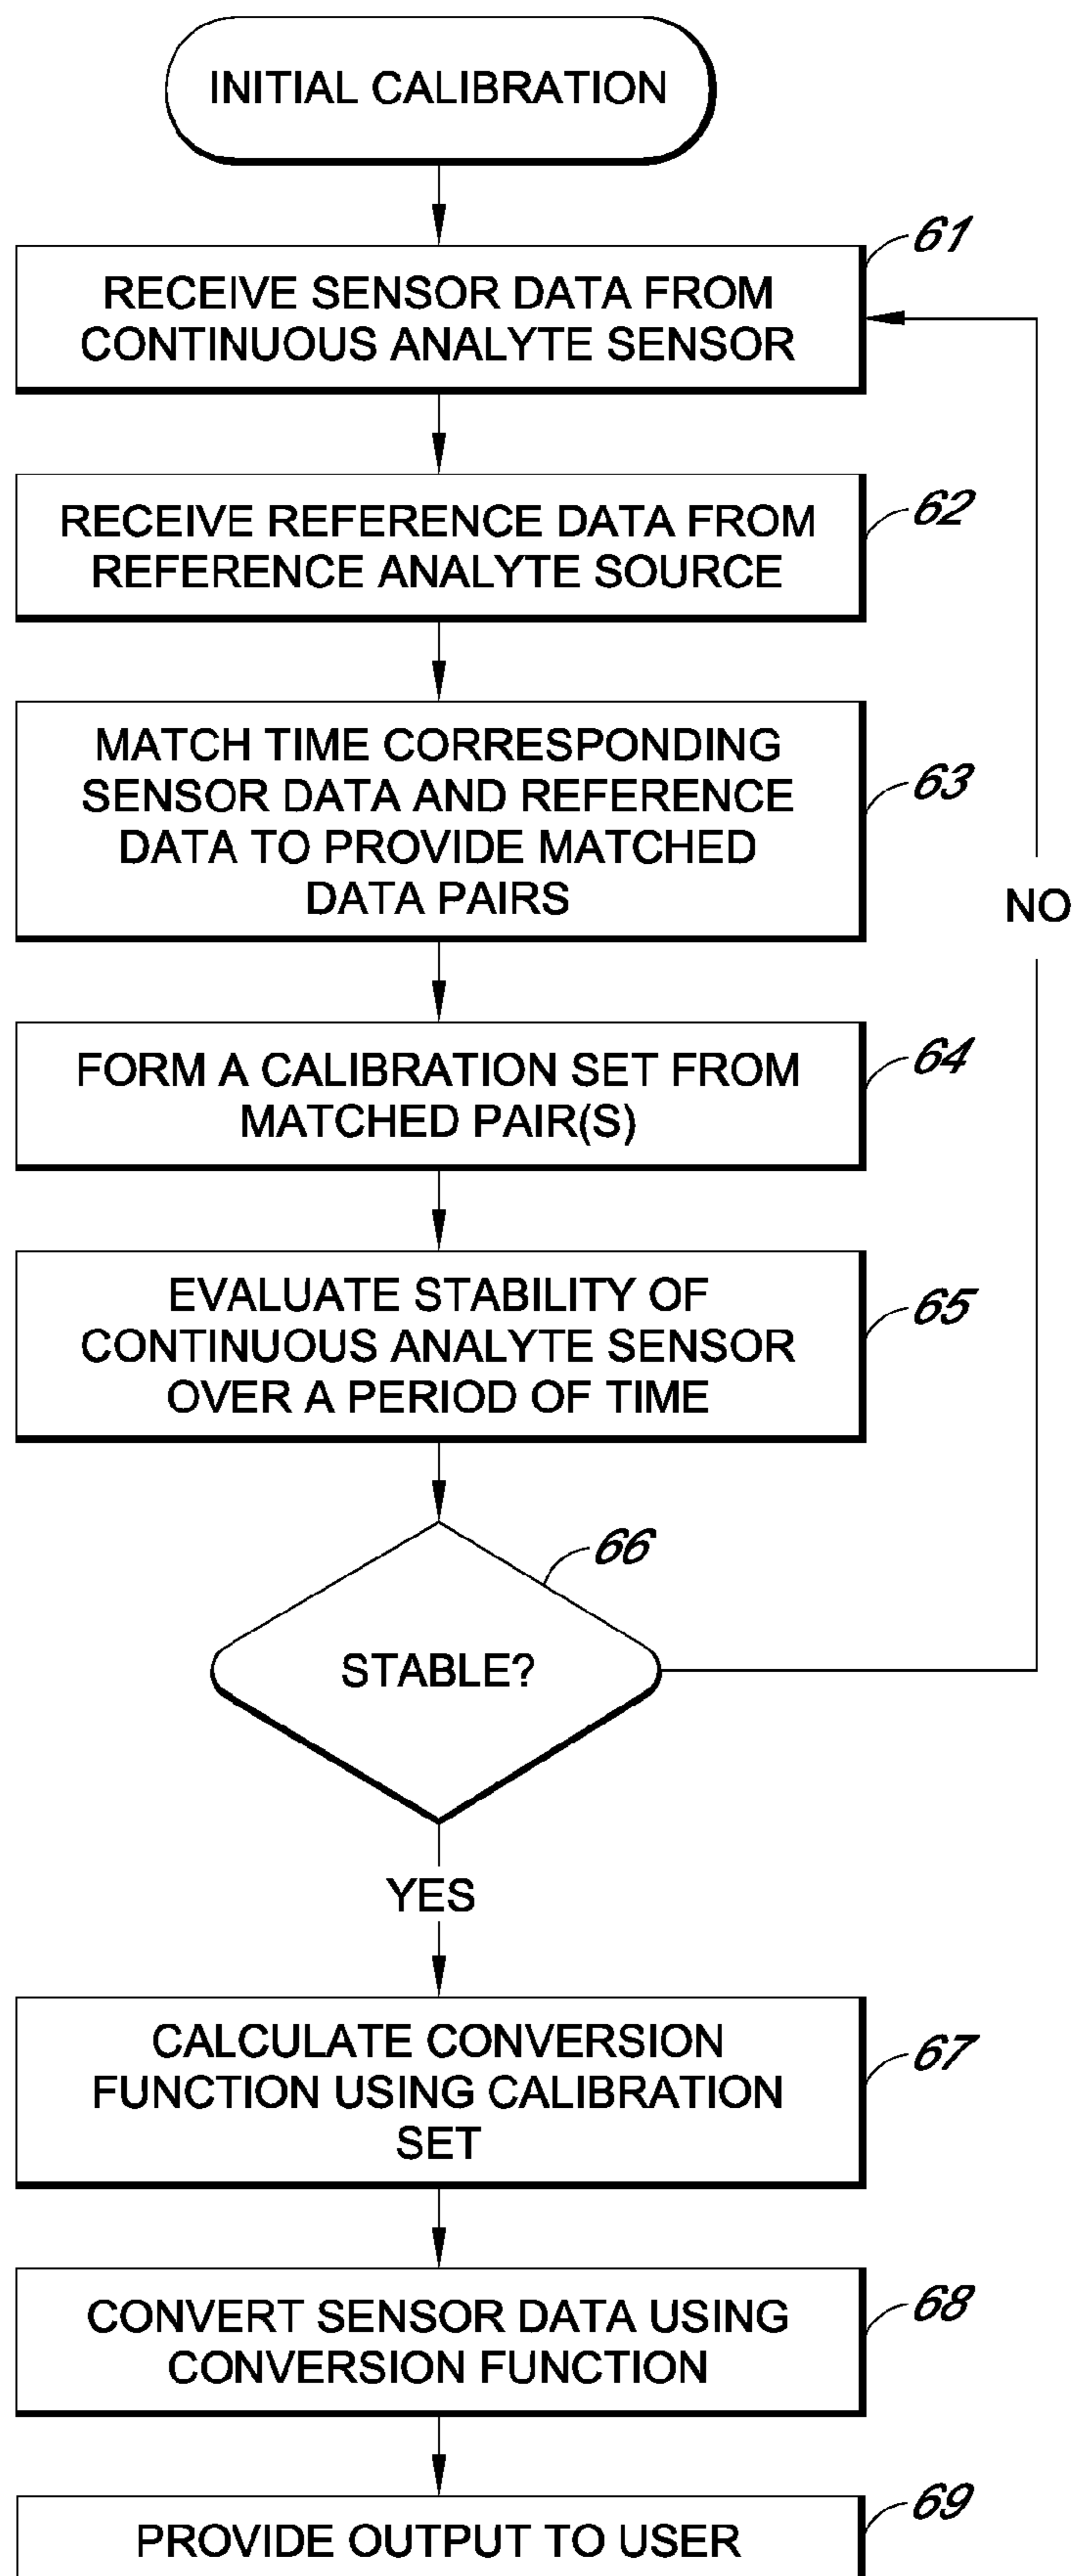 INITIAL CALIBRATION
61
RECEIVE SENSOR DATA FROM
CONTINUOUS ANALYTE SENSOR
62
RECEIVE REFERENCE DATA FROM
REFERENCE ANALYTE SOURCE
63
MATCH TIME CORRESPONDING
SENSOR DATA AND REFERENCE
DATA TO PROVIDE MATCHED
DATA PAIRS
NO
64
FORM A CALIBRATION SET FROM
MATCHED PAIR(S)
65
EVALUATE STABILITY OF
CONTINUOUS ANALYTE SENSOR
OVER A PERIOD OF TIME
66
STABLE?
YES
67
CALCULATE CONVERSION
FUNCTION USING CALIBRATION
SET
68
CONVERT SENSOR DATA USING
CONVERSION FUNCTION
69
PROVIDE OUTPUT TO USER